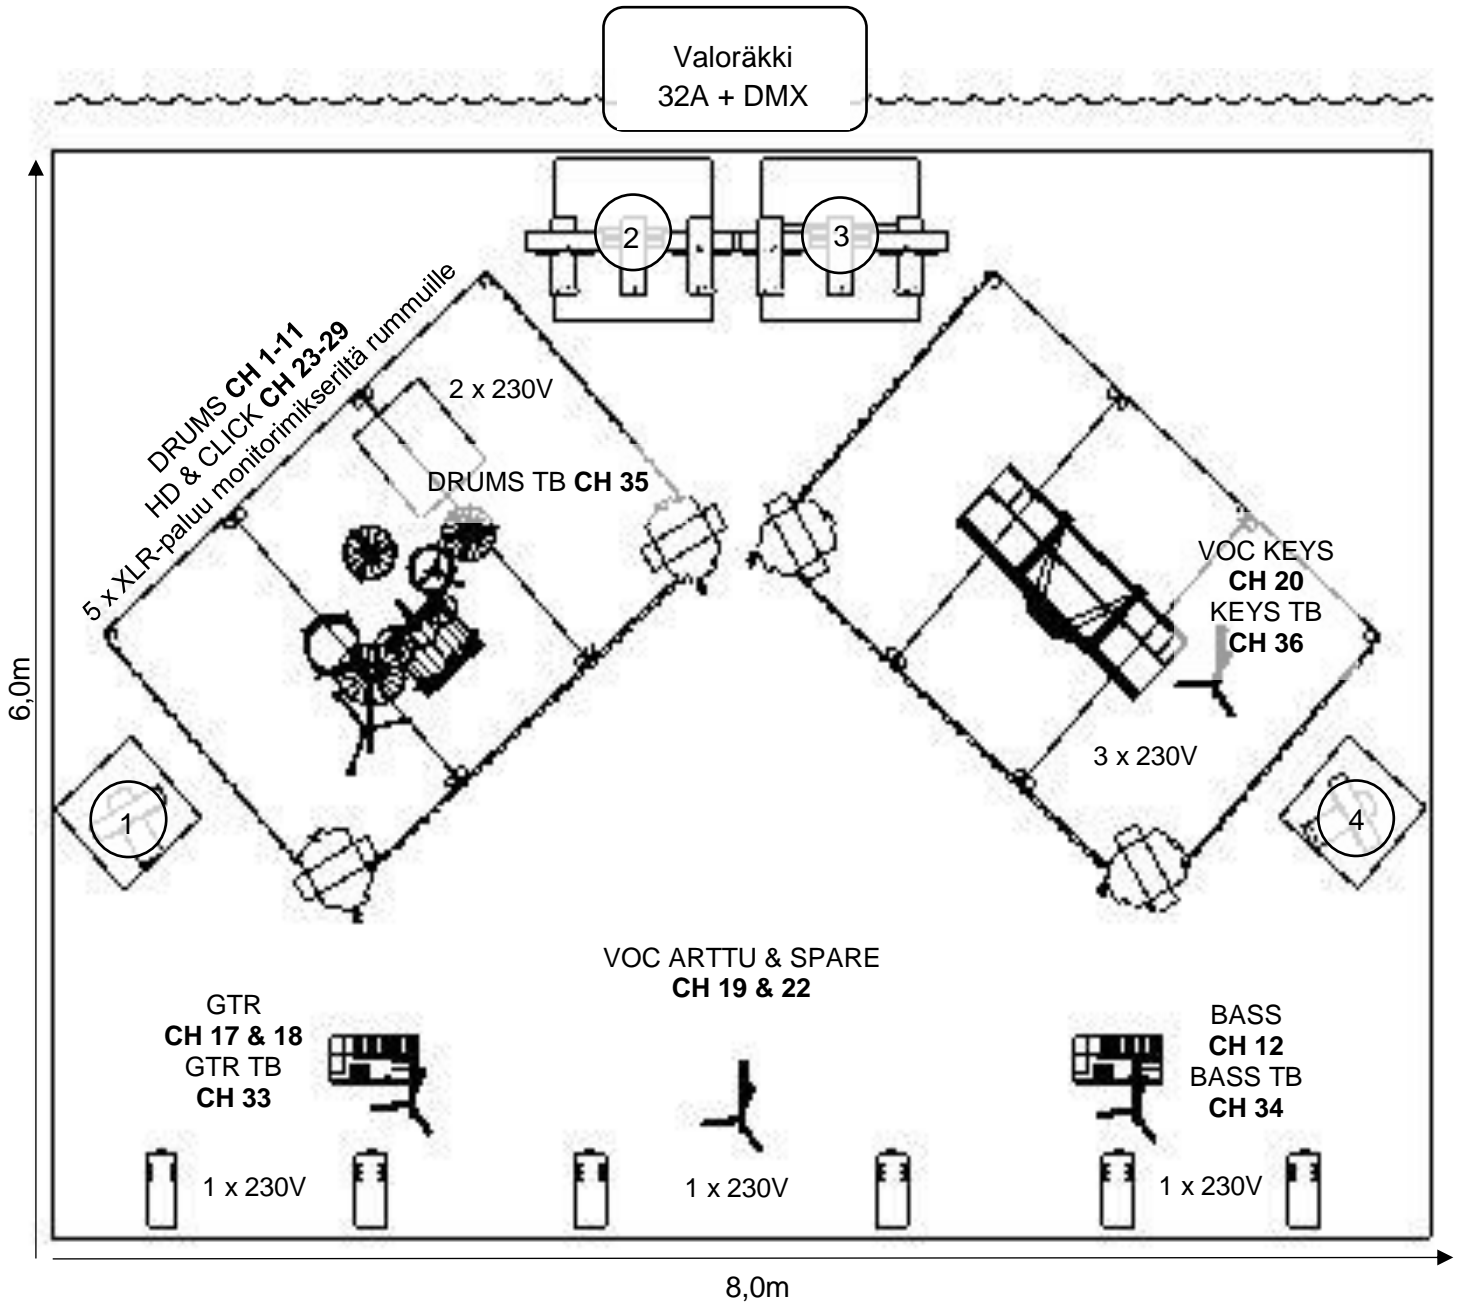 Valoräkki
32A + DMX
2
3
DRUMS CH 1-11
HD & CLICK CH 23-29
5 x XLR-paluu monitorimikseriltä rummuille
2 x 230V
DRUMS TB CH 35
VOC KEYS
CH 20
KEYS TB
CH 36
3 x 230V
6,0m
1
4
VOC ARTTU & SPARE
CH 19 & 22
GTR
CH 17 & 18
GTR TB
CH 33
BASS
CH 12
BASS TB
CH 34
1 x 230V
1 x 230V
1 x 230V
8,0m